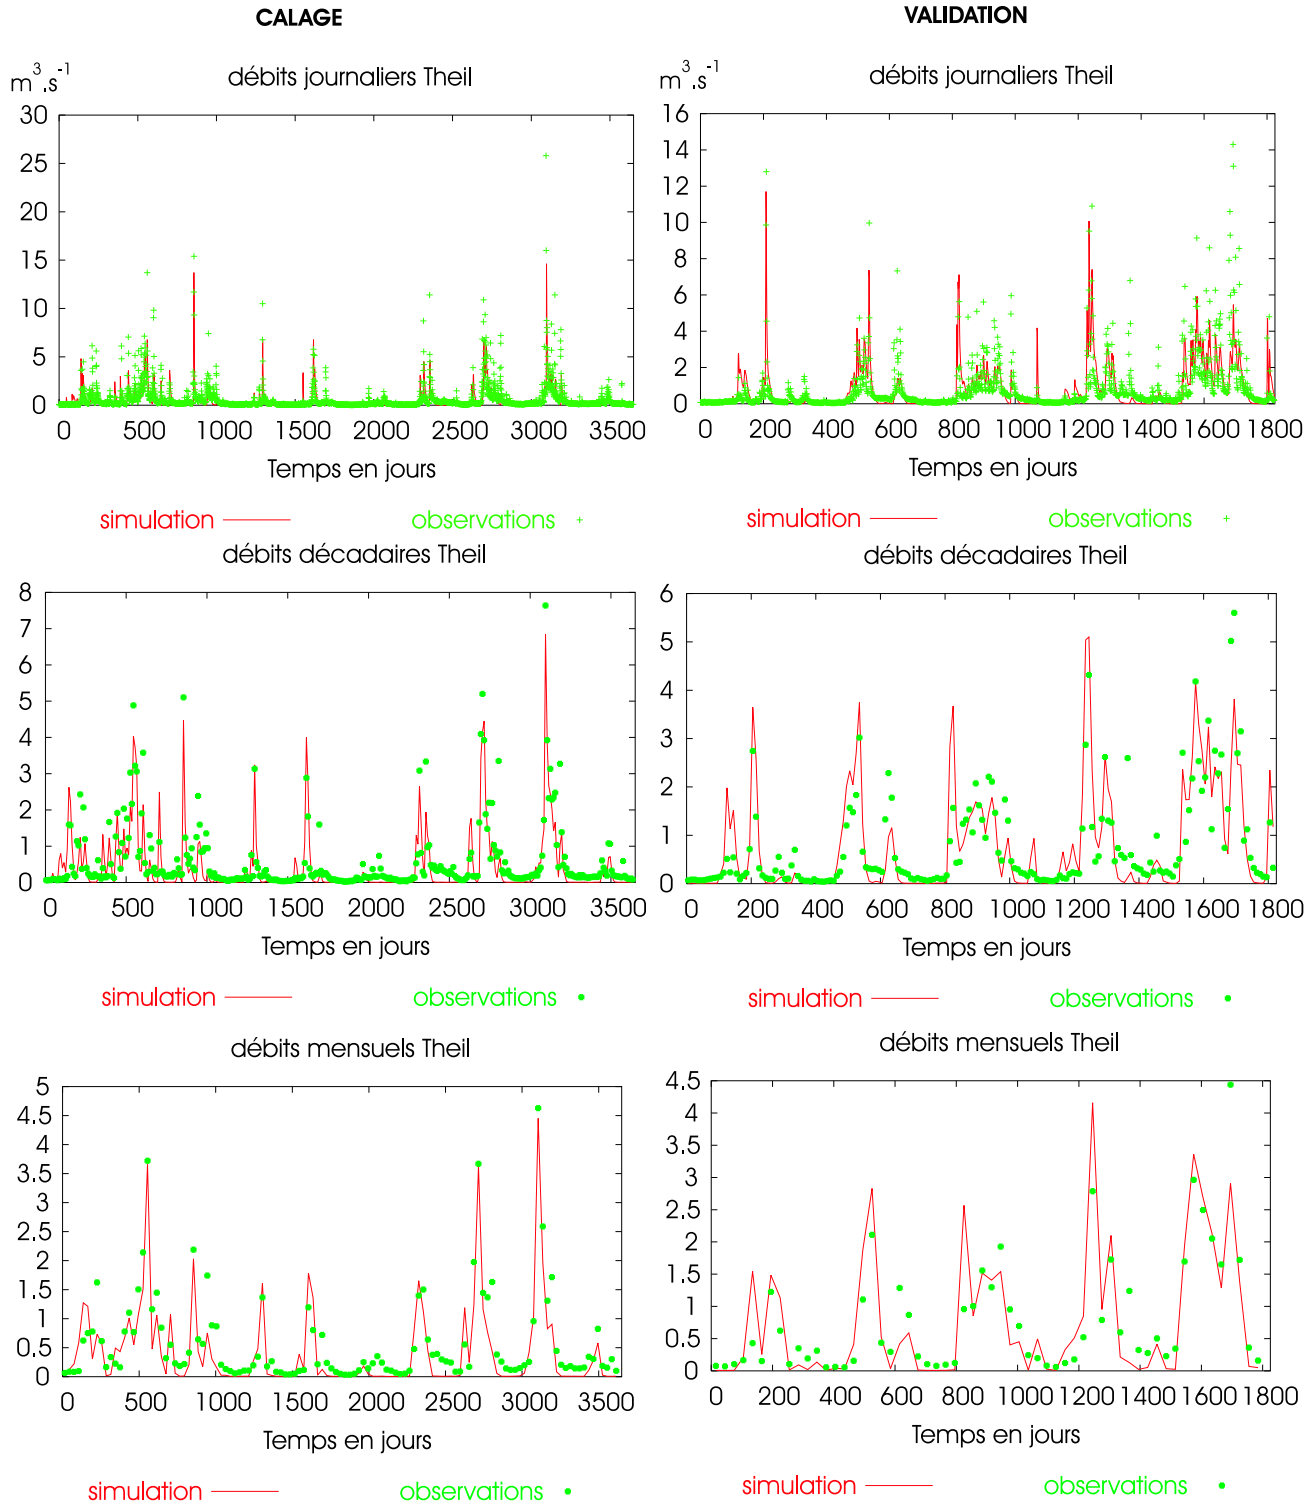 CALAGE
VALIDATION
débits journaliers Theil
m³.s⁻¹
30
25
20
15
10
5
0
0 500 1000 1500 2000 2500 3000 3500
Temps en jours
simulation
observations
débits journaliers Theil
m³.s⁻¹
16
14
12
10
8
6
4
2
0
0 200 400 600 800 1000 1200 1400 1600 1800
Temps en jours
simulation
observations
débits décadaires Theil
8
7
6
5
4
3
2
1
0
0 500 1000 1500 2000 2500 3000 3500
Temps en jours
simulation
observations
débits décadaires Theil
6
5
4
3
2
1
0
0 200 400 600 800 1000 1200 1400 1600 1800
Temps en jours
simulation
observations
débits mensuels Theil
5
4.5
4
3.5
3
2.5
2
1.5
1
0.5
0
0 500 1000 1500 2000 2500 3000 3500
Temps en jours
simulation
observations
débits mensuels Theil
4.5
4
3.5
3
2.5
2
1.5
1
0.5
0
0 200 400 600 800 1000 1200 1400 1600 1800
Temps en jours
simulation
observations